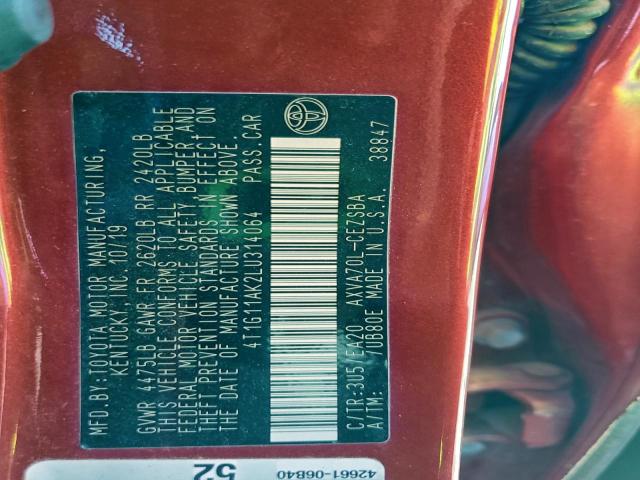 MFD.BY:TOYOTA MOTOR MANUFACTURING,
KENTUCKY, INC. 10/19
GVWR 4475LB GAWR FR 2620LB RR 2420LB
THIS VEHICLE CONFORMS TO ALL APPLICABLE
FEDERAL MOTOR VEHICLE SAFETY, BUMPER AND
THEFT PREVENTION STANDARDS IN EFFECT ON
THE DATE OF MANUFACTURE SHOWN ABOVE.
4T1G11AK2LU314064 PASS.CAR
C/TR:3U5/EA20 AXVA70L-CEZSBA
A/TM: /UB80E MADE IN U.S.A. 38847
42661-06B40
52